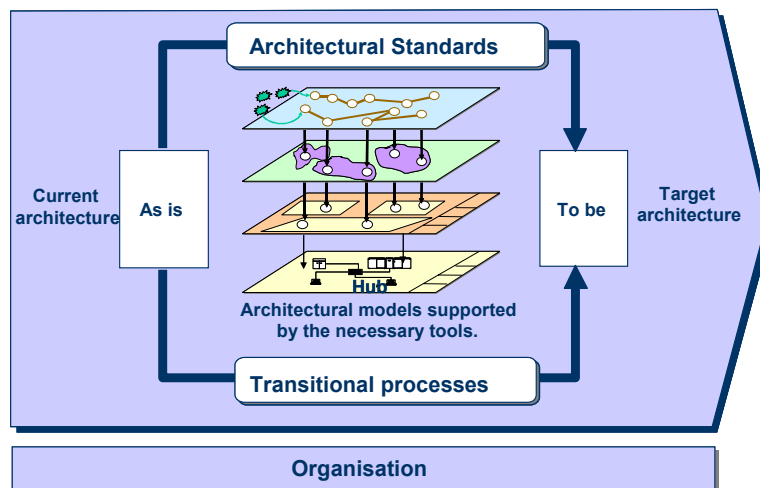 Architectural Standards
Current
architecture
As is
To be
Target
architecture
Hub
Architectural models supported
by the necessary tools.
Transitional processes
Organisation